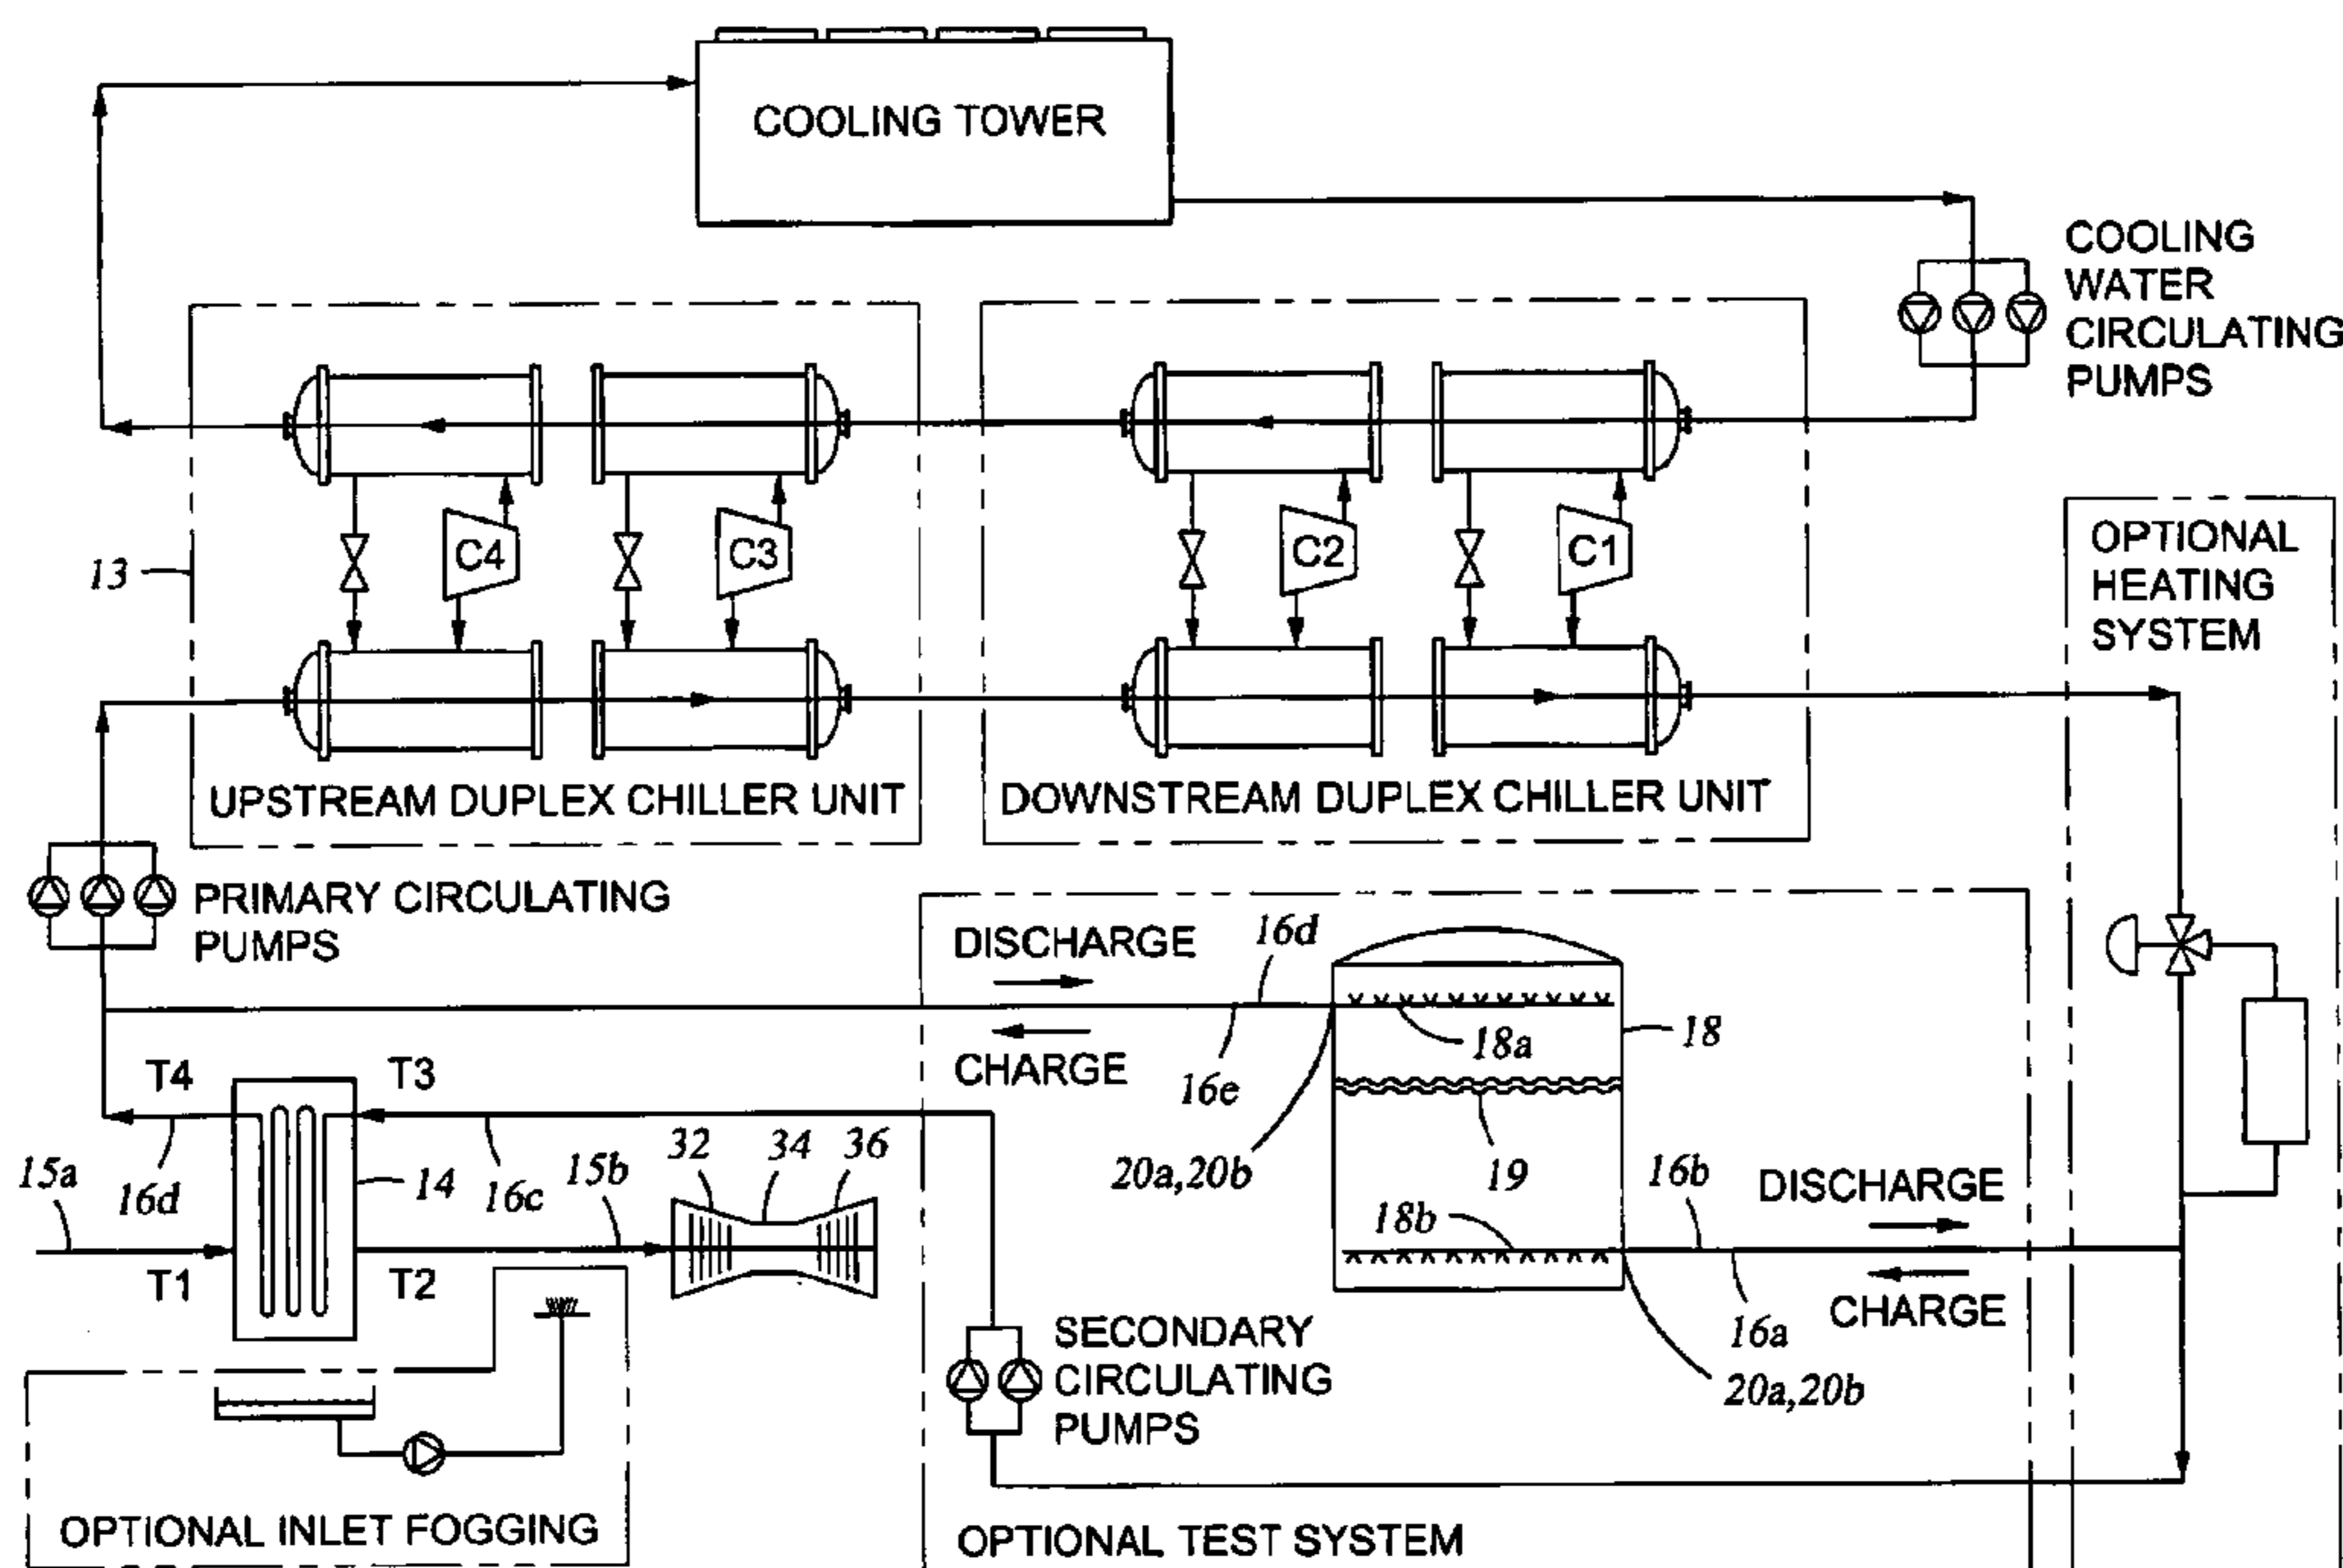 COOLING TOWER
COOLING
WATER
CIRCULATING
PUMPS
C4
C3
C2
C1
13
OPTIONAL
HEATING
SYSTEM
UPSTREAM DUPLEX CHILLER UNIT
DOWNSTREAM DUPLEX CHILLER UNIT
PRIMARY CIRCULATING
PUMPS
DISCHARGE
16d
CHARGE
16e
18a
18
T4
T3
19
20a,20b
32
34
36
15a
16d
14
16c
15b
16b
DISCHARGE
18b
T1
T2
CHARGE
16a
20a,20b
SECONDARY
CIRCULATING
PUMPS
OPTIONAL INLET FOGGING
OPTIONAL TEST SYSTEM